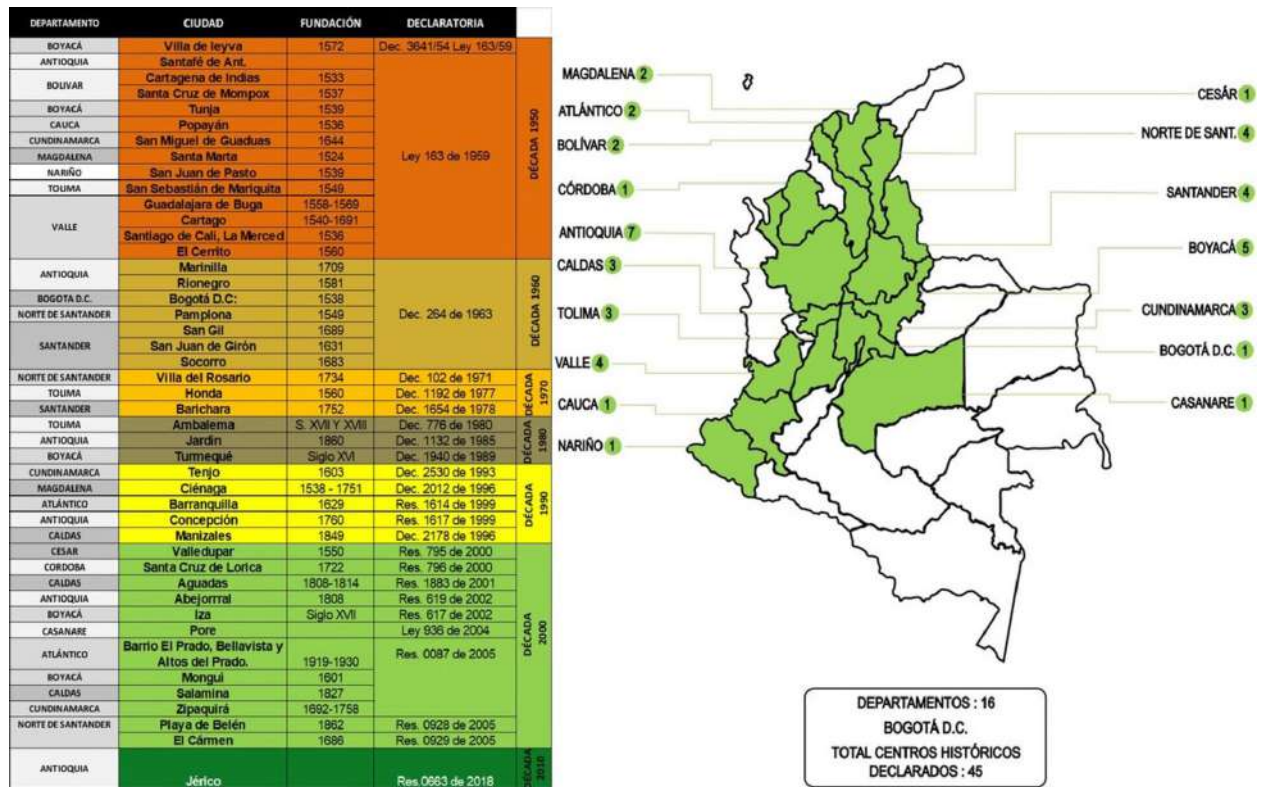 DEPARTAMENTO CIUDAD FUNDACIÓN DECLARATORIA
BOYACÁ Villa de leyva 1572 Dec. 3641/54 Ley 163/59
ANTIOQUIA Santafé de Ant.
BOLIVAR Cartagena de Indias 1533
Santa Cruz de Mompox 1537
BOYACÁ Tunja 1539
CAUCA Popayán 1536
CUNDINAMARCA San Miguel de Guaduas 1644
MAGDALENA Santa Marta 1524 Ley 163 de 1959
NARIÑO San Juan de Pasto 1539
TOLIMA San Sebastián de Mariquita 1549
VALLE Guadalajara de Buga 1558-1569
Cartago 1540-1691
Santiago de Cali, La Merced 1536
El Cerrito 1560
DÉCADA 1950
ANTIOQUIA Marinilla 1709
Rionegro 1581
BOGOTA D.C. Bogotá D.C: 1538
NORTE DE SANTANDER Pamplona 1549 Dec. 264 de 1963
SANTANDER San Gil 1689
San Juan de Girón 1631
Socorro 1683
DÉCADA 1960
NORTE DE SANTANDER Villa del Rosario 1734 Dec. 102 de 1971
TOLIMA Honda 1560 Dec. 1192 de 1977
SANTANDER Barichara 1752 Dec. 1654 de 1978
DÉCADA 1970
TOLIMA Ambalema S. XVII Y XVIII Dec. 776 de 1980
ANTIOQUIA Jardín 1860 Dec. 1132 de 1985
BOYACÁ Turmequé Siglo XVI Dec. 1940 de 1989
DÉCADA 1980
CUNDINAMARCA Tenjo 1603 Dec. 2530 de 1993
MAGDALENA Ciénaga 1538 - 1751 Dec. 2012 de 1996
ATLÁNTICO Barranquilla 1629 Res. 1614 de 1999
ANTIOQUIA Concepción 1760 Res. 1617 de 1999
CALDAS Manizales 1849 Dec. 2178 de 1996
DÉCADA 1990
CESAR Valledupar 1550 Res. 795 de 2000
CORDOBA Santa Cruz de Lorica 1722 Res. 796 de 2000
CALDAS Aguadas 1808-1814 Res. 1883 de 2001
ANTIOQUIA Abejorrral 1808 Res. 619 de 2002
BOYACÁ Iza Siglo XVII Res. 617 de 2002
CASANARE Pore Ley 936 de 2004
ATLÁNTICO Barrio El Prado, Bellavista y
Altos del Prado. 1919-1930 Res. 0087 de 2005
BOYACÁ Mongui 1601
CALDAS Salamina 1827
CUNDINAMARCA Zipaquirá 1692-1758
NORTE DE SANTANDER Playa de Belén 1862 Res. 0928 de 2005
El Cármen 1686 Res. 0929 de 2005
DÉCADA 2000
ANTIOQUIA Jérico Res.0663 de 2018
DÉCADA 2010
MAGDALENA 2
ATLÁNTICO 2
BOLÍVAR 2
CÓRDOBA 1
ANTIOQUIA 7
CALDAS 3
TOLIMA 3
VALLE 4
CAUCA 1
NARIÑO 1
CESÁR 1
NORTE DE SANT. 4
SANTANDER 4
BOYACÁ 5
CUNDINAMARCA 3
BOGOTÁ D.C. 1
CASANARE 1
DEPARTAMENTOS : 16
BOGOTÁ D.C.
TOTAL CENTROS HISTÓRICOS
DECLARADOS : 45